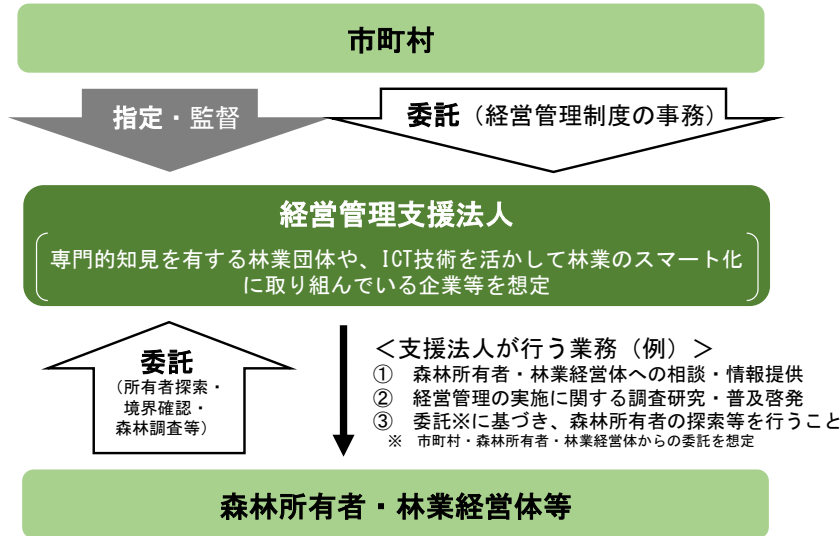 市町村
指定・監督
委託（経営管理制度の事務）
経営管理支援法人
専門的知見を有する林業団体や、ICT技術を活かして林業のスマート化
に取り組んでいる企業等を想定
委託
（所有者探索・
境界確認・
森林調査等）
＜支援法人が行う業務（例）＞
①　森林所有者・林業経営体への相談・情報提供
②　経営管理の実施に関する調査研究・普及啓発
③　委託※に基づき、森林所有者の探索等を行うこと
※　市町村・森林所有者・林業経営体からの委託を想定
森林所有者・林業経営体等